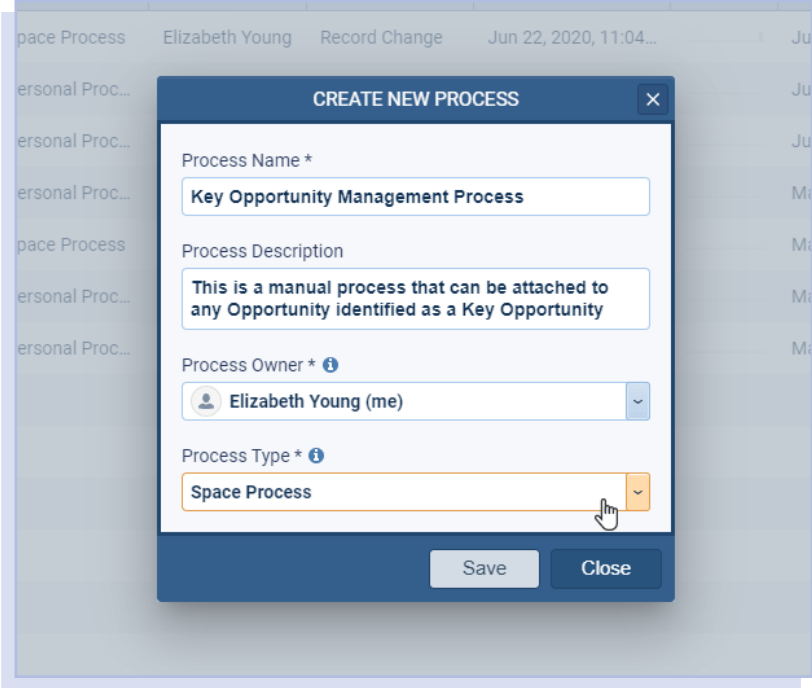 pace Process Elizabeth Young Record Change Jun 22, 2020, 11:04... Ju
ersonal Proc... Ju
ersonal Proc... Ju
ersonal Proc... Ma
pace Process Ma
ersonal Proc... Ma
ersonal Proc... Ma
CREATE NEW PROCESS
Process Name *
Key Opportunity Management Process
Process Description
This is a manual process that can be attached to
any Opportunity identified as a Key Opportunity
Process Owner *
Elizabeth Young (me)
Process Type *
Space Process
Save Close